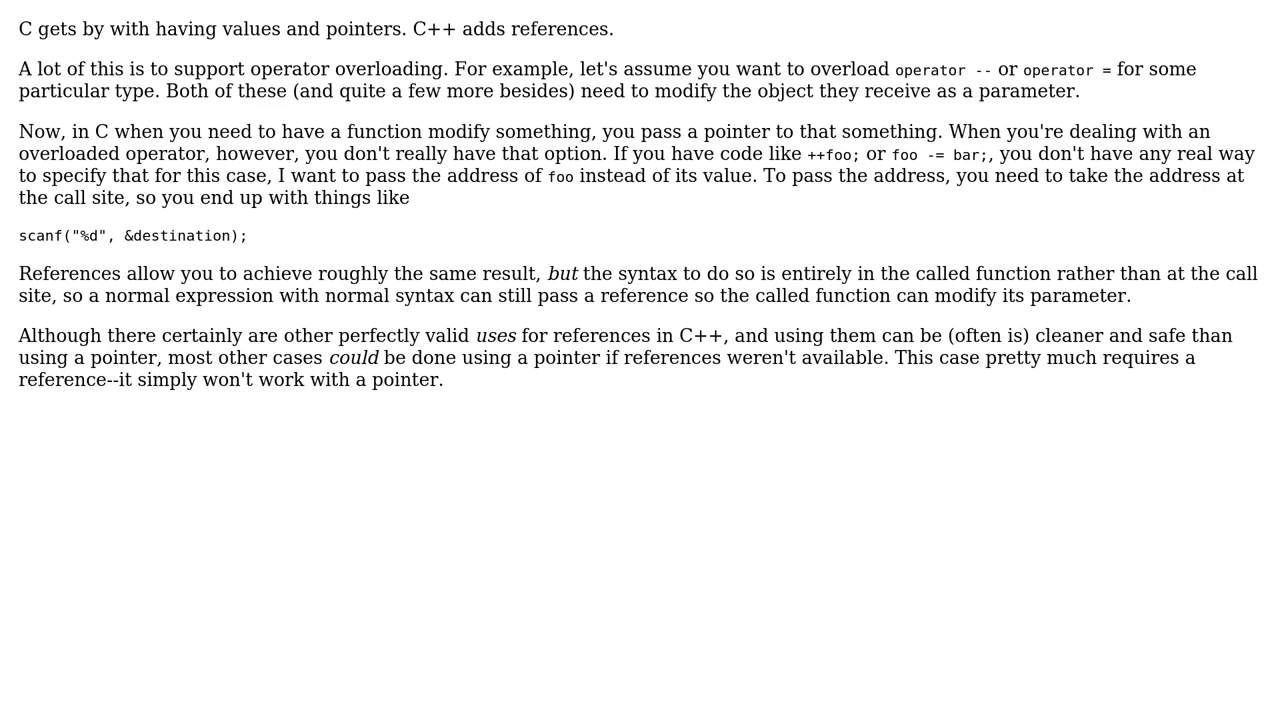 C gets by with having values and pointers. C++ adds references.
A lot of this is to support operator overloading. For example, let's assume you want to overload operator -- or operator = for some
particular type. Both of these (and quite a few more besides) need to modify the object they receive as a parameter.
Now, in C when you need to have a function modify something, you pass a pointer to that something. When you're dealing with an
overloaded operator, however, you don't really have that option. If you have code like ++foo; or foo -= bar;, you don't have any real way
to specify that for this case, I want to pass the address of foo instead of its value. To pass the address, you need to take the address at
the call site, so you end up with things like
scanf("%d", &destination);
References allow you to achieve roughly the same result, but the syntax to do so is entirely in the called function rather than at the call
site, so a normal expression with normal syntax can still pass a reference so the called function can modify its parameter.
Although there certainly are other perfectly valid uses for references in C++, and using them can be (often is) cleaner and safe than
using a pointer, most other cases could be done using a pointer if references weren't available. This case pretty much requires a
reference--it simply won't work with a pointer.